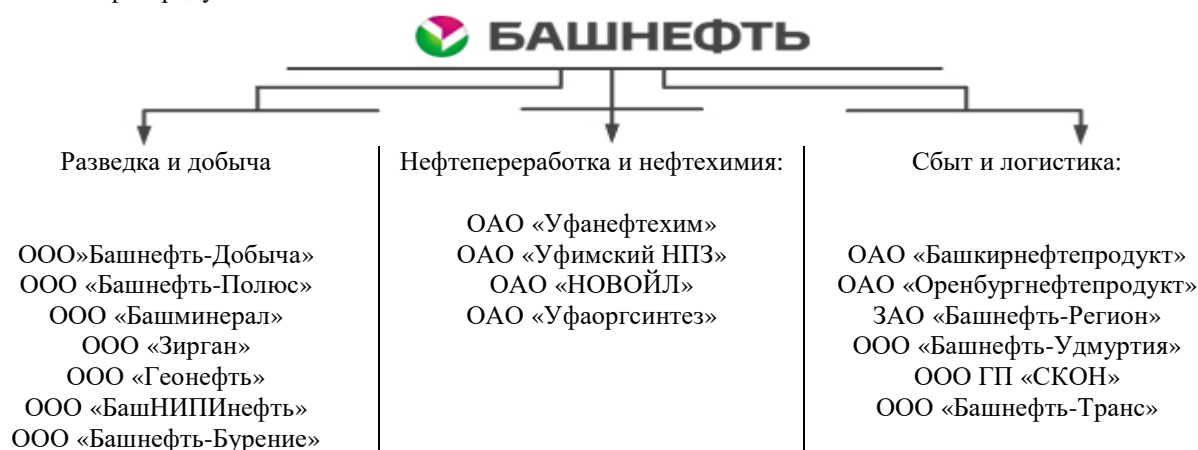 БАШНЕФТЬ
Разведка и добыча
ООО»Башнефть-Добыча»
ООО «Башнефть-Полюс»
ООО «Башминерал»
ООО «Зирган»
ООО «Геонефть»
ООО «БашНИПИнефть»
ООО «Башнефть-Бурение»
Нефтепереработка и нефтехимия:
ОАО «Уфанефтехим»
ОАО «Уфимский НПЗ»
ОАО «НОВОЙЛ»
ОАО «Уфаоргсинтез»
Сбыт и логистика:
ОАО «Башкирнефтепродукт»
ОАО «Оренбургнефтепродукт»
ЗАО «Башнефть-Регион»
ООО «Башнефть-Удмуртия»
ООО ГП «СКОН»
ООО «Башнефть-Транс»